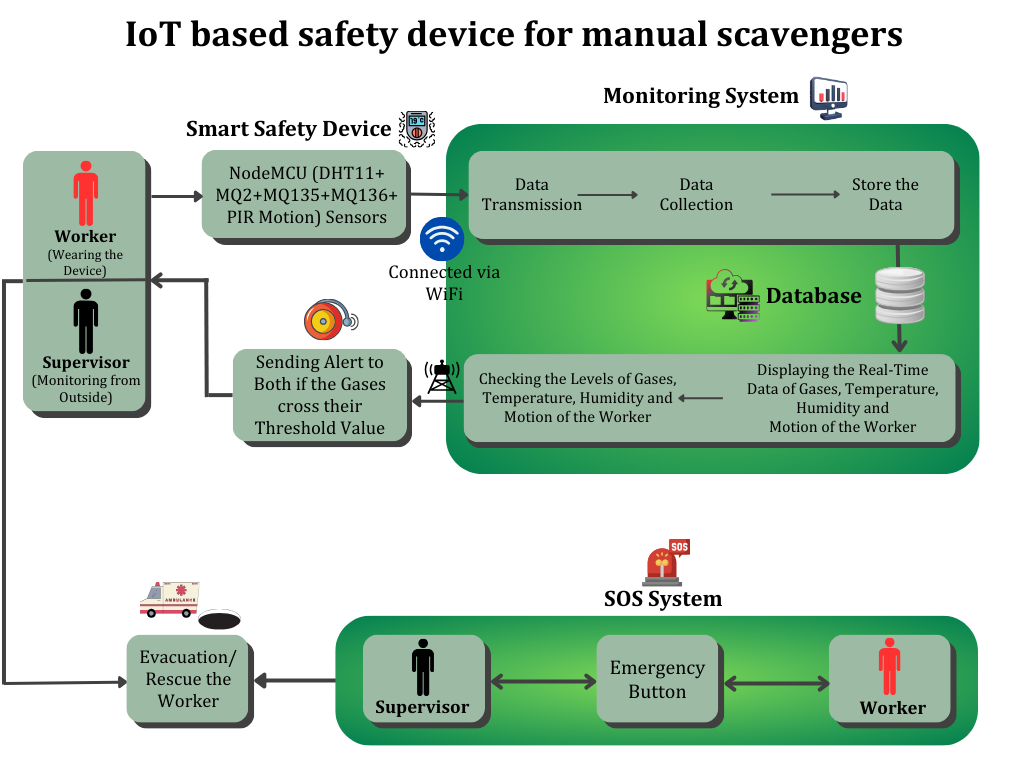 IoT based safety device for manual scavengers
Monitoring System
Smart Safety Device
19°C
Worker
(Wearing the
Device)
Supervisor
(Monitoring from
Outside)
NodeMCU (DHT11+
MQ2+MQ135+MQ136+
PIR Motion) Sensors
Connected via
WiFi
Data
Transmission
Data
Collection
Store the
Data
Database
Displaying the Real-Time
Data of Gases, Temperature,
Humidity and
Motion of the Worker
Checking the Levels of Gases,
Temperature, Humidity and
Motion of the Worker
Sending Alert to
Both if the Gases
cross their
Threshold Value
SOS
SOS System
AMBULANCE
Evacuation/
Rescue the
Worker
Supervisor
Emergency
Button
Worker